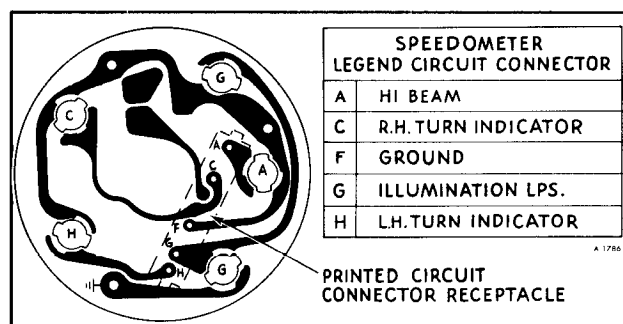 SPEEDOMETER
LEGEND CIRCUIT CONNECTOR
A HI BEAM
C R.H. TURN INDICATOR
F GROUND
G ILLUMINATION LPS.
H L.H. TURN INDICATOR
A 1786
PRINTED CIRCUIT
CONNECTOR RECEPTACLE
G
C
A
A
C
F
H
G
H
G